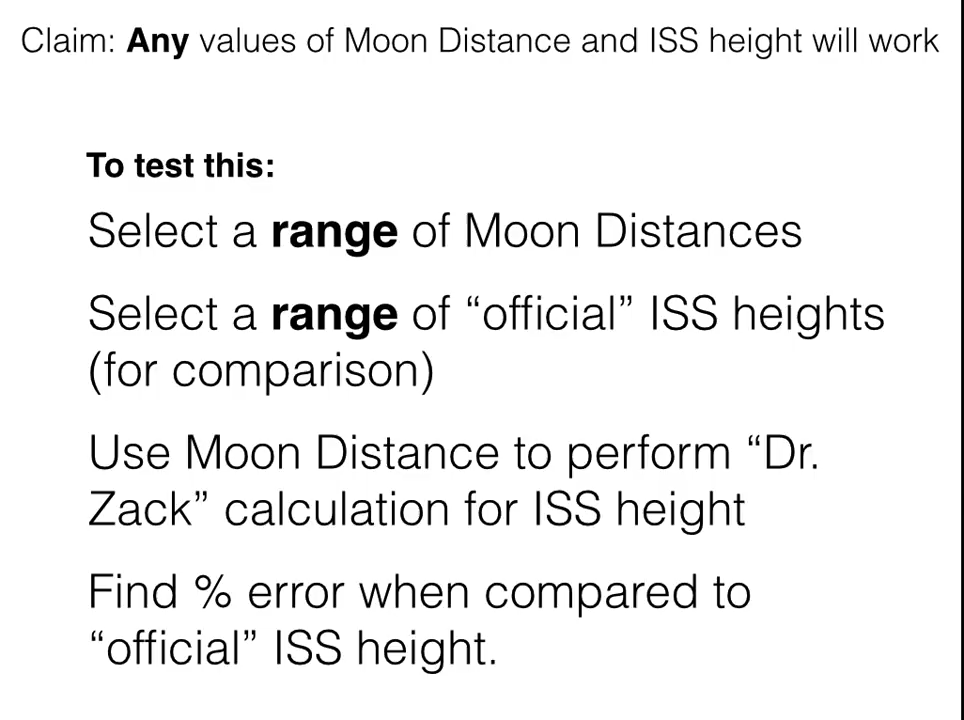 Claim: Any values of Moon Distance and ISS height will work
To test this:
Select a range of Moon Distances
Select a range of “official” ISS heights
(for comparison)
Use Moon Distance to perform “Dr.
Zack” calculation for ISS height
Find % error when compared to
“official” ISS height.